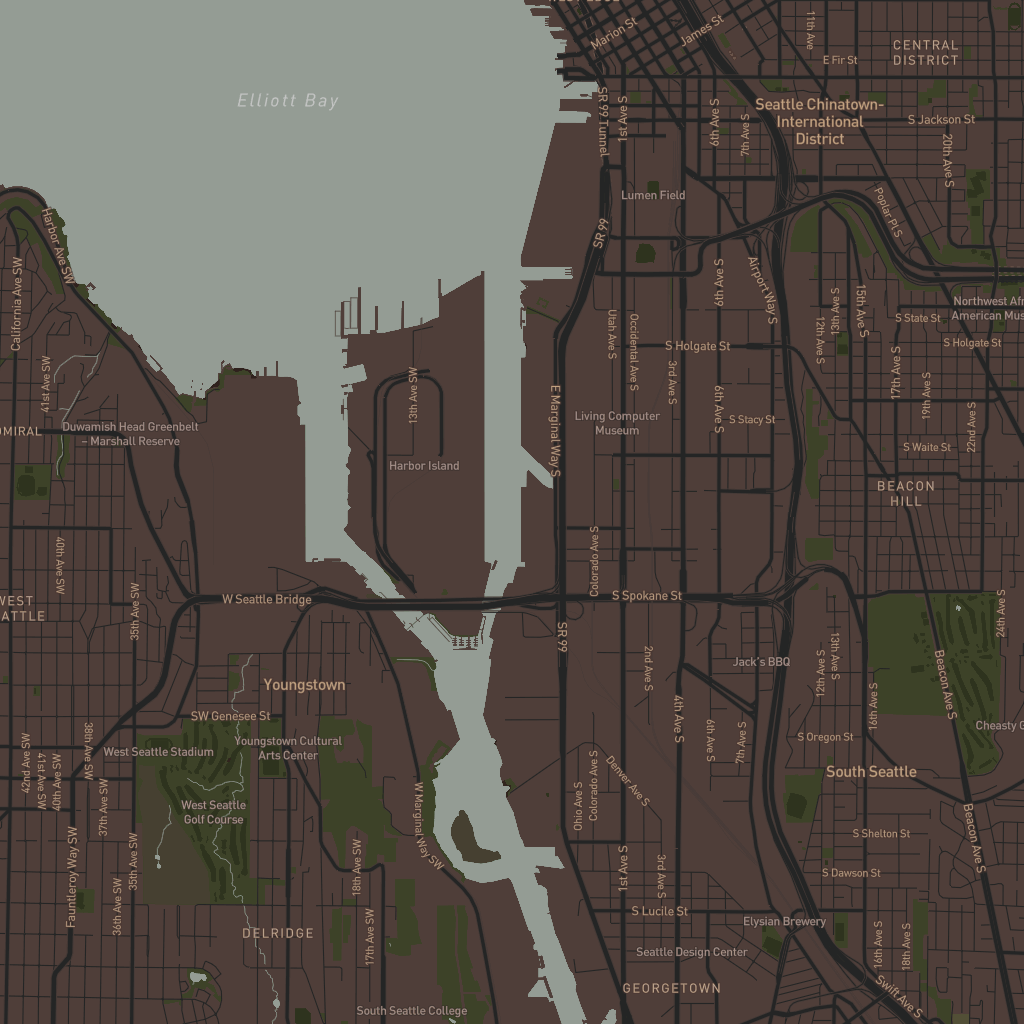 Marion St
James St
11th Ave
CENTRAL
DISTRICT
E Fir St
Elliott Bay
SR 99 Tunnel
1st Ave S
6th Ave S
7th Ave S
Seattle Chinatown-
International
District
S Jackson St
20th Ave S
Lumen Field
Poplar Pl S
Harbor Ave SW
SR 99
California Ave SW
6th Ave S
Airport Way S
12th Ave S
13th Ave S
15th Ave S
Northwest Afr
American Mus
S State St
S Holgate St
Utah Ave S
Occidental Ave S
S Holgate St
3rd Ave S
41st Ave SW
13th Ave SW
E Marginal Way S
6th Ave S
17th Ave S
19th Ave S
22nd Ave S
Living Computer
Museum
S Stacy St
Duwamish Head Greenbelt
– Marshall Reserve
S Waite St
Harbor Island
BEACON
HILL
40th Ave SW
Colorado Ave S
35th Ave SW
W Seattle Bridge
S Spokane St
24th Ave S
SR 99
2nd Ave S
Jack's BBQ
12th Ave S
13th Ave S
Beacon Ave S
Youngstown
4th Ave S
16th Ave S
SW Genesee St
6th Ave S
7th Ave S
S Oregon St
Cheasty G
38th Ave SW
West Seattle Stadium
Youngstown Cultural
Arts Center
42nd Ave SW
41st Ave SW
40th Ave SW
Denver Ave S
South Seattle
37th Ave SW
West Seattle
Golf Course
W Marginal Way SW
Ohio Ave S
Colorado Ave S
Beacon Ave S
S Shelton St
Fauntleroy Way SW
35th Ave SW
36th Ave SW
18th Ave SW
1st Ave S
3rd Ave S
S Dawson St
17th Ave SW
S Lucile St
Elysian Brewery
16th Ave S
18th Ave S
DELRIDGE
Seattle Design Center
GEORGETOWN
Swift Ave S
South Seattle College